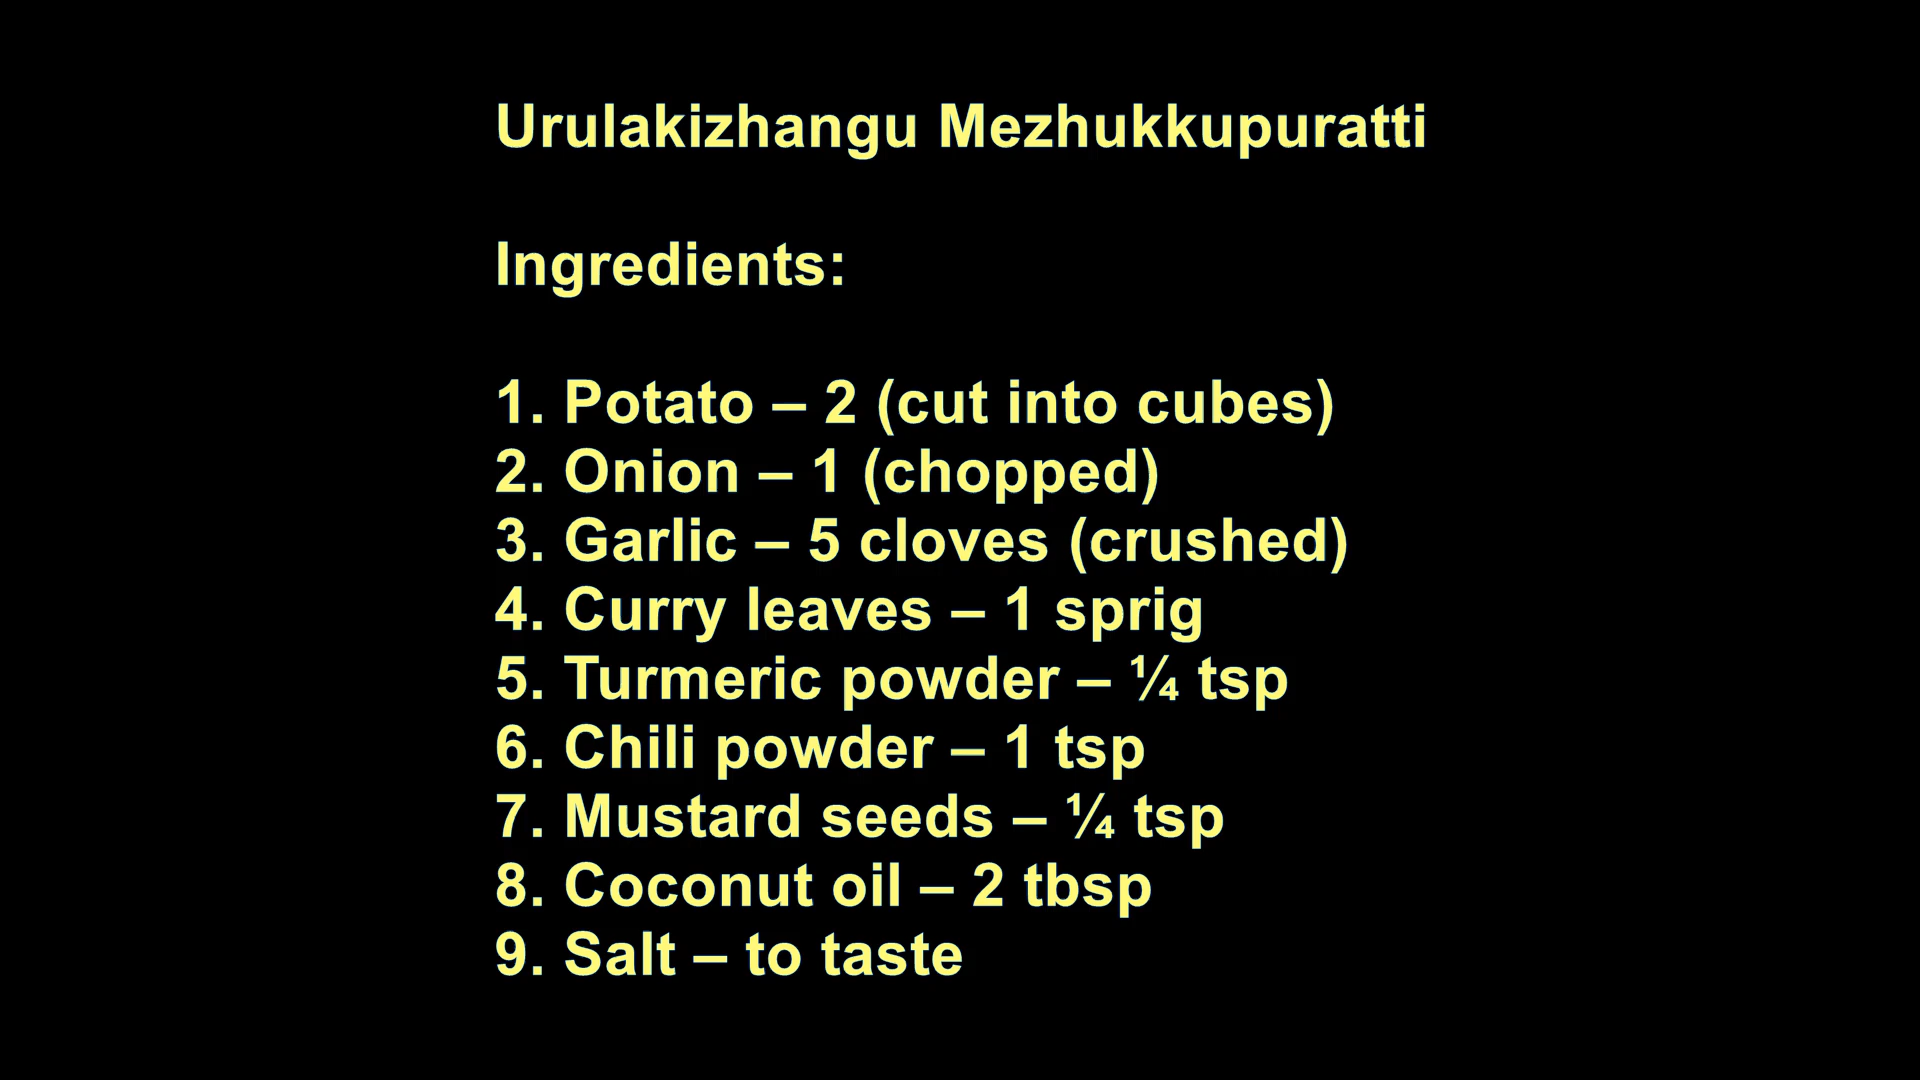 Urulakizhangu Mezhukkupuratti
Ingredients:
1. Potato – 2 (cut into cubes)
2. Onion – 1 (chopped)
3. Garlic – 5 cloves (crushed)
4. Curry leaves – 1 sprig
5. Turmeric powder – ¼ tsp
6. Chili powder – 1 tsp
7. Mustard seeds – ¼ tsp
8. Coconut oil – 2 tbsp
9. Salt – to taste